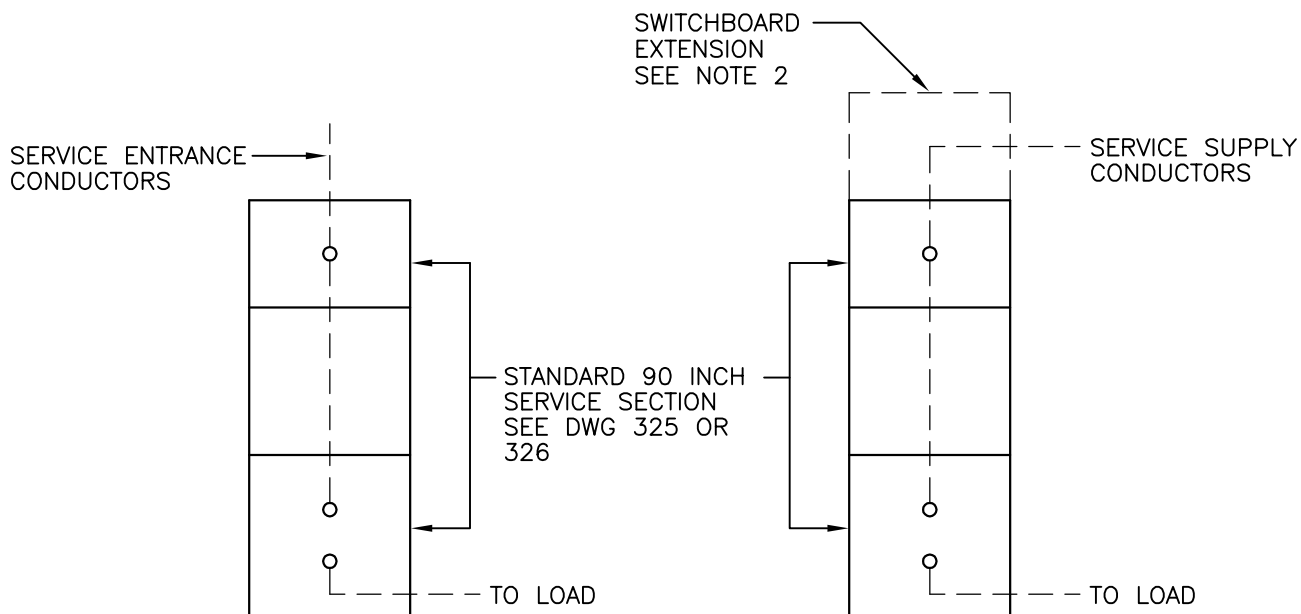 SWITCHBOARD
EXTENSION
SEE NOTE 2
SERVICE ENTRANCE
CONDUCTORS
SERVICE SUPPLY
CONDUCTORS
STANDARD 90 INCH
SERVICE SECTION
SEE DWG 325 OR
326
TO LOAD
TO LOAD